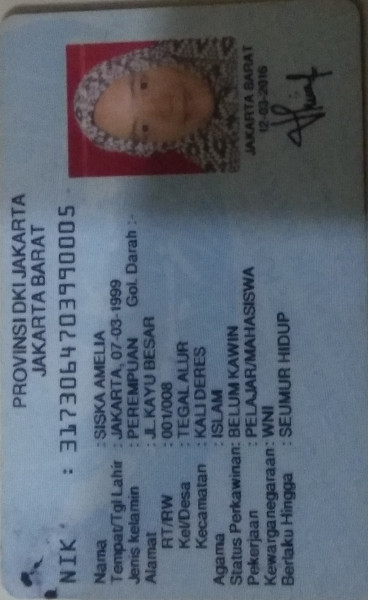 PROVINSI DKI JAKARTA
JAKARTA BARAT
NIK : 3173064703990005
Nama : SISKA AMELIA
Tempat/Tgl Lahir : JAKARTA, 07-03-1999
Jenis kelamin : PEREMPUAN Gol. Darah : -
Alamat : JL KAYU BESAR
RT/RW : 001/008
Kel/Desa : TEGAL ALUR
Kecamatan : KALI DERES
Agama : ISLAM
Status Perkawinan: BELUM KAWIN
Pekerjaan : PELAJAR/MAHASISWA
Kewarganegaraan: WNI
Berlaku Hingga : SEUMUR HIDUP
JAKARTA BARAT
12-03-2016